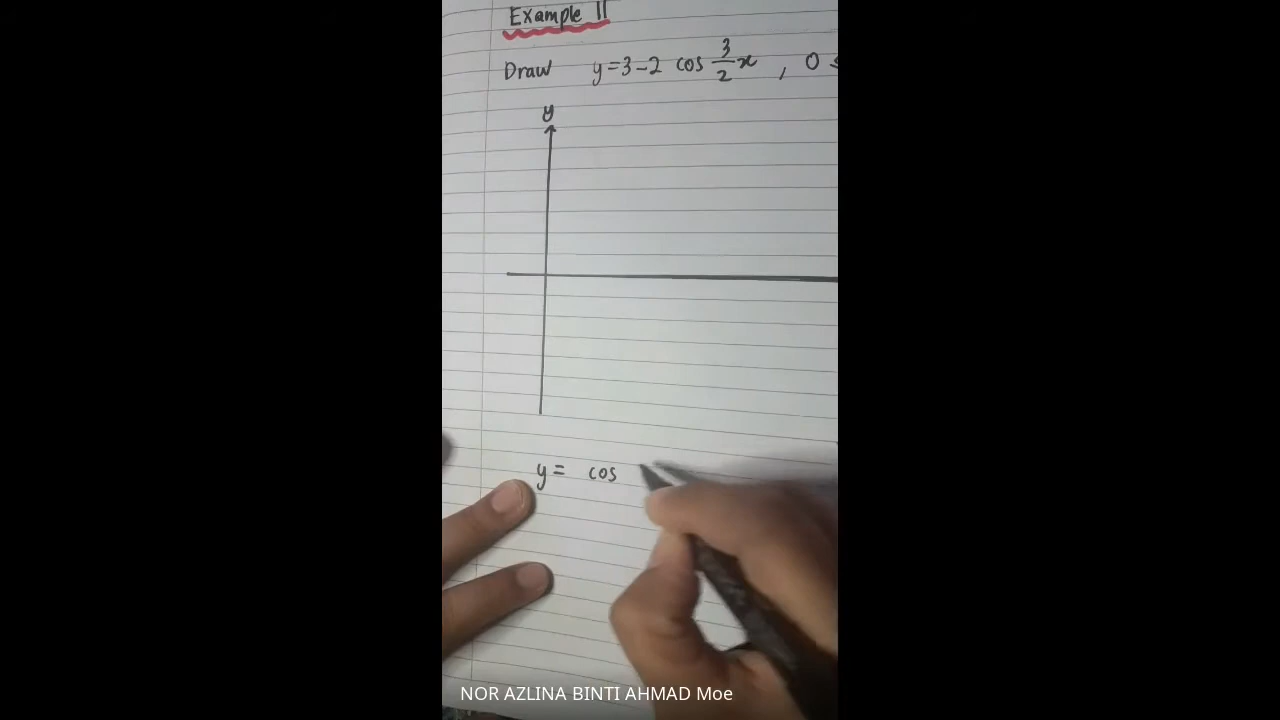 Example 11
Draw y = 3 - 2 cos 3/2 x , 0 ≤
y
y = cos
NOR AZLINA BINTI AHMAD Moe